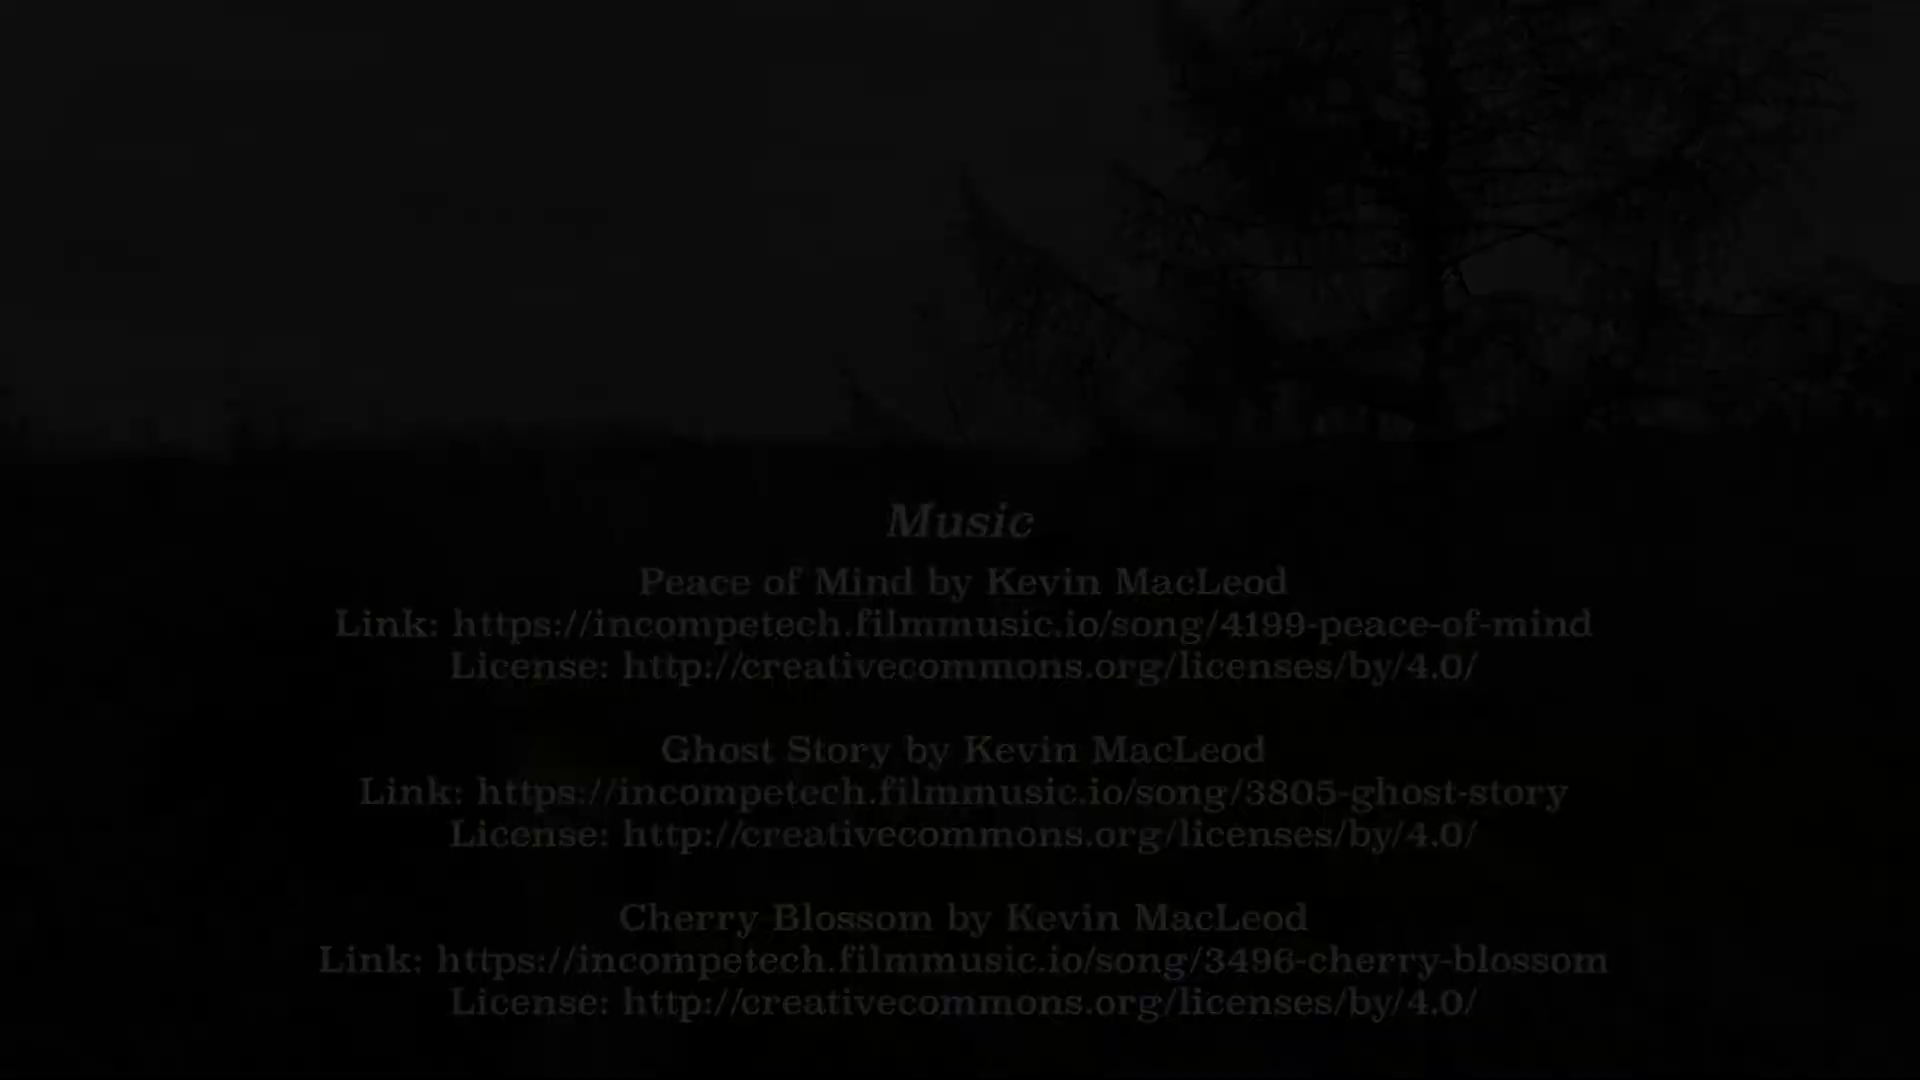 Music
Peace of Mind by Kevin MacLeod
Link: https://incompetech.filmmusic.io/song/4199-peace-of-mind
License: http://creativecommons.org/licenses/by/4.0/
Ghost Story by Kevin MacLeod
Link: https://incompetech.filmmusic.io/song/3805-ghost-story
License: http://creativecommons.org/licenses/by/4.0/
Cherry Blossom by Kevin MacLeod
Link: https://incompetech.filmmusic.io/song/3496-cherry-blossom
License: http://creativecommons.org/licenses/by/4.0/